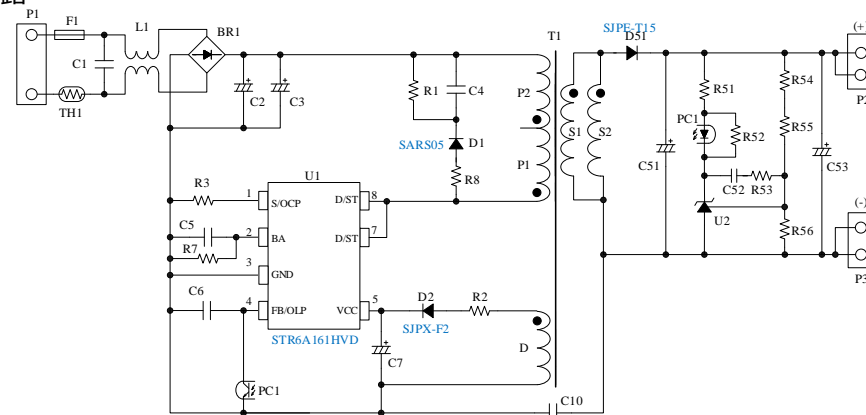 路
P1
F1
L1
BR1
T1
SJPE-T15
D51
(+)
C1
TH1
C2
C3
R1
C4
P2
SARS05
D1
P1
R8
S1
S2
C51
R51
PC1
R52
R54
R55
C53
P2
C52
R53
U2
R56
(-)
P3
U1
R3
1
S/OCP
D/ST
8
C5
2
BA
D/ST
7
R7
3
GND
C6
4
FB/OLP
VCC
5
D2
R2
SJPX-F2
STR6A161HVD
C7
D
PC1
C10